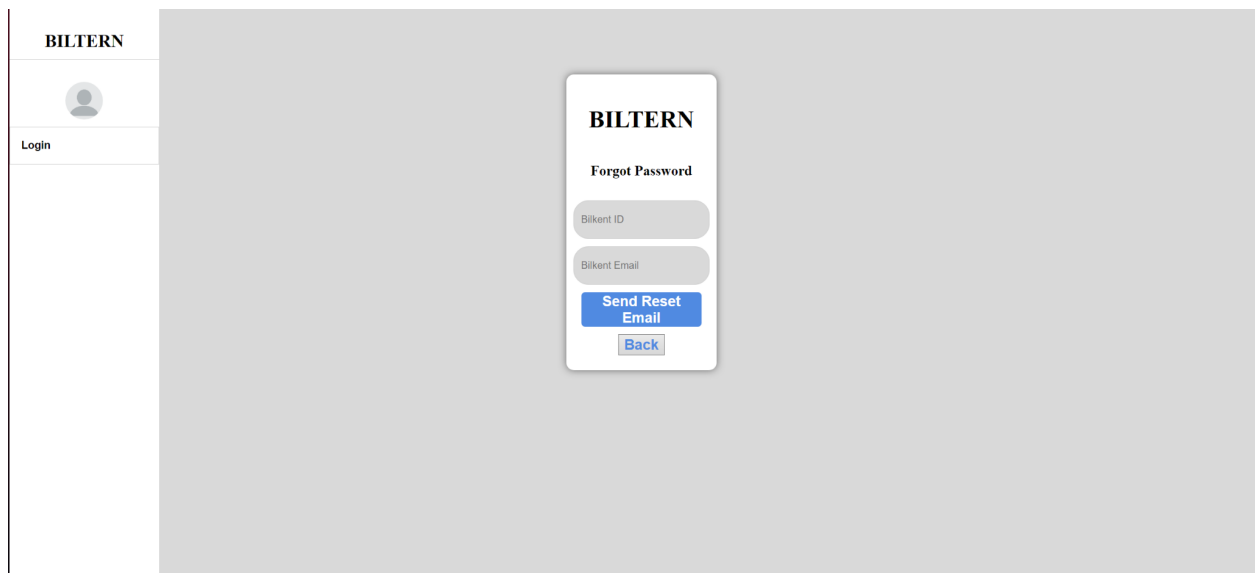 BILTERN
Login
BILTERN
Forgot Password
Bilkent ID
Bilkent Email
Send Reset
Email
Back